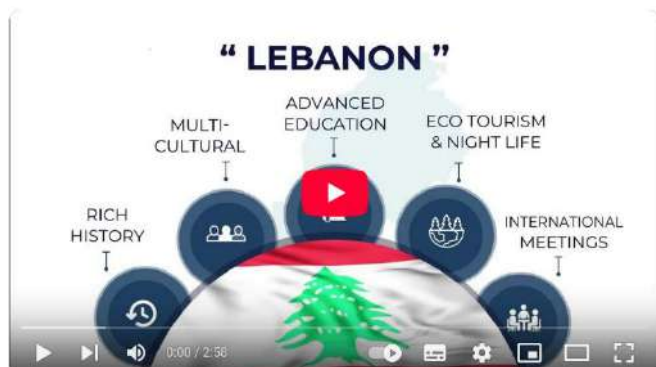 “ LEBANON ”
ADVANCED
EDUCATION
MULTI-
CULTURAL
ECO TOURISM
& NIGHT LIFE
RICH
HISTORY
INTERNATIONAL
MEETINGS
0:00 / 2:58